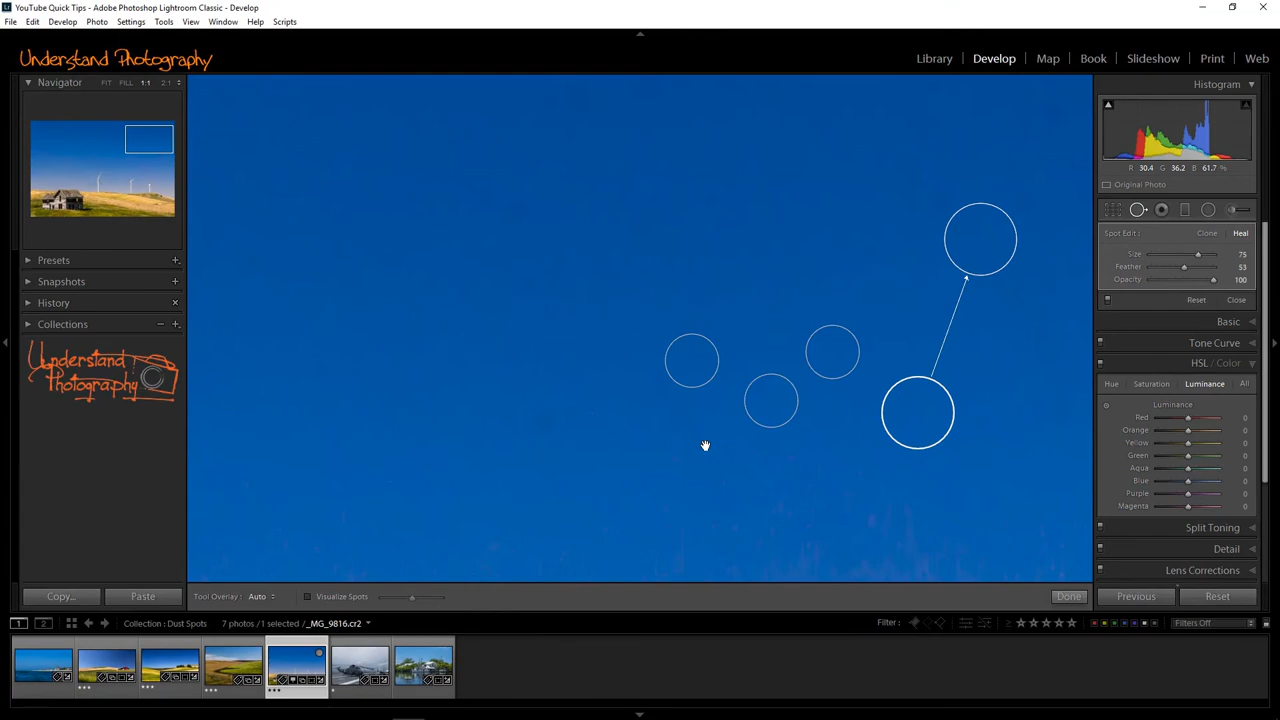 YouTube Quick Tips - Adobe Photoshop Lightroom Classic - Develop
File Edit Develop Photo Settings Tools View Window Help Scripts
Understand Photography
Library Develop Map Book Slideshow Print Web
Navigator FIT FILL 1:1 2:1
Histogram
R 30.4 G 36.2 B 61.7 %
Original Photo
Spot Edit : Clone Heal
Size 75
Feather 53
Opacity 100
Reset Close
Presets
Snapshots
History
Collections
Understand
Photography
Basic
Tone Curve
HSL / Color
Hue Saturation Luminance All
Luminance
Red 0
Orange 0
Yellow 0
Green 0
Aqua 0
Blue 0
Purple 0
Magenta 0
Split Toning
Detail
Lens Corrections
Copy... Paste
Tool Overlay : Auto Visualize Spots Done
Previous Reset
1 2 Collection : Dust Spots 7 photos / 1 selected / _MG_9816.cr2 Filter : Filters Off